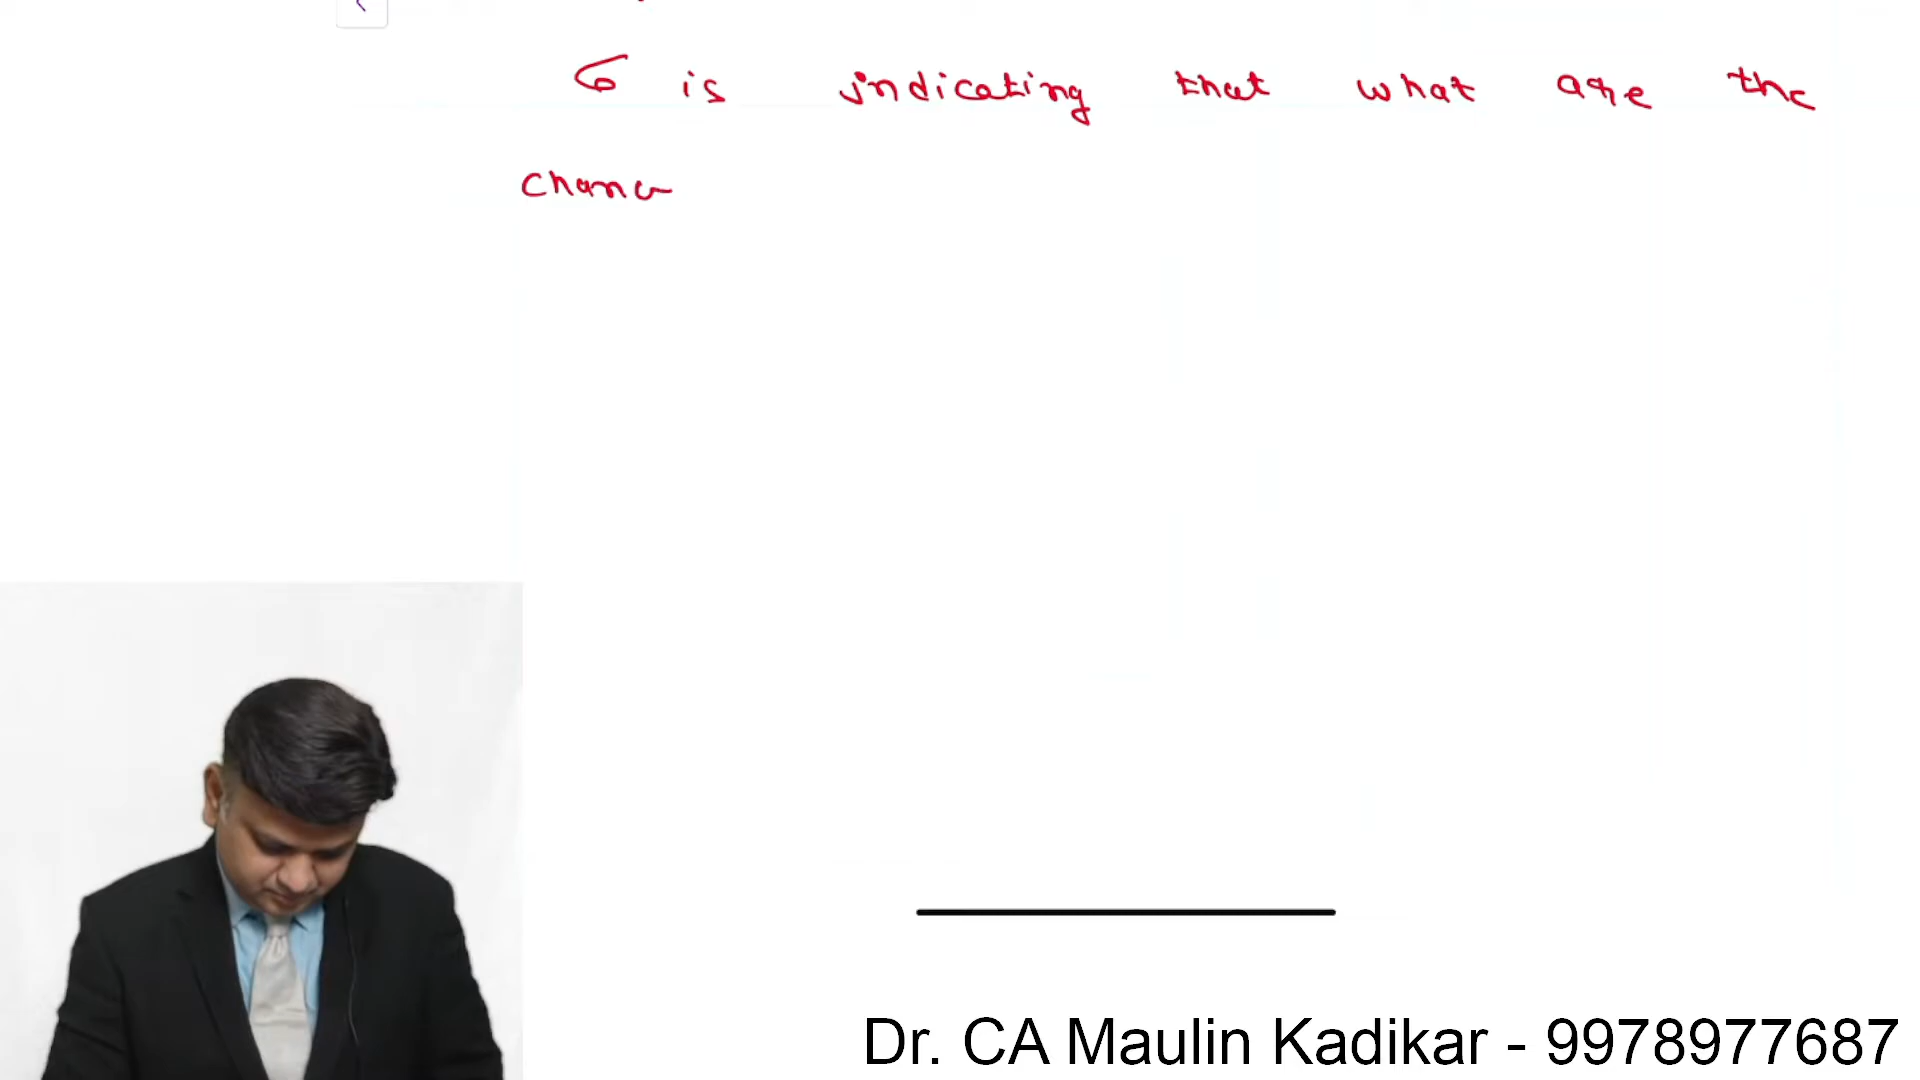 σ is indicating that what are the
chance
Dr. CA Maulin Kadikar - 9978977687